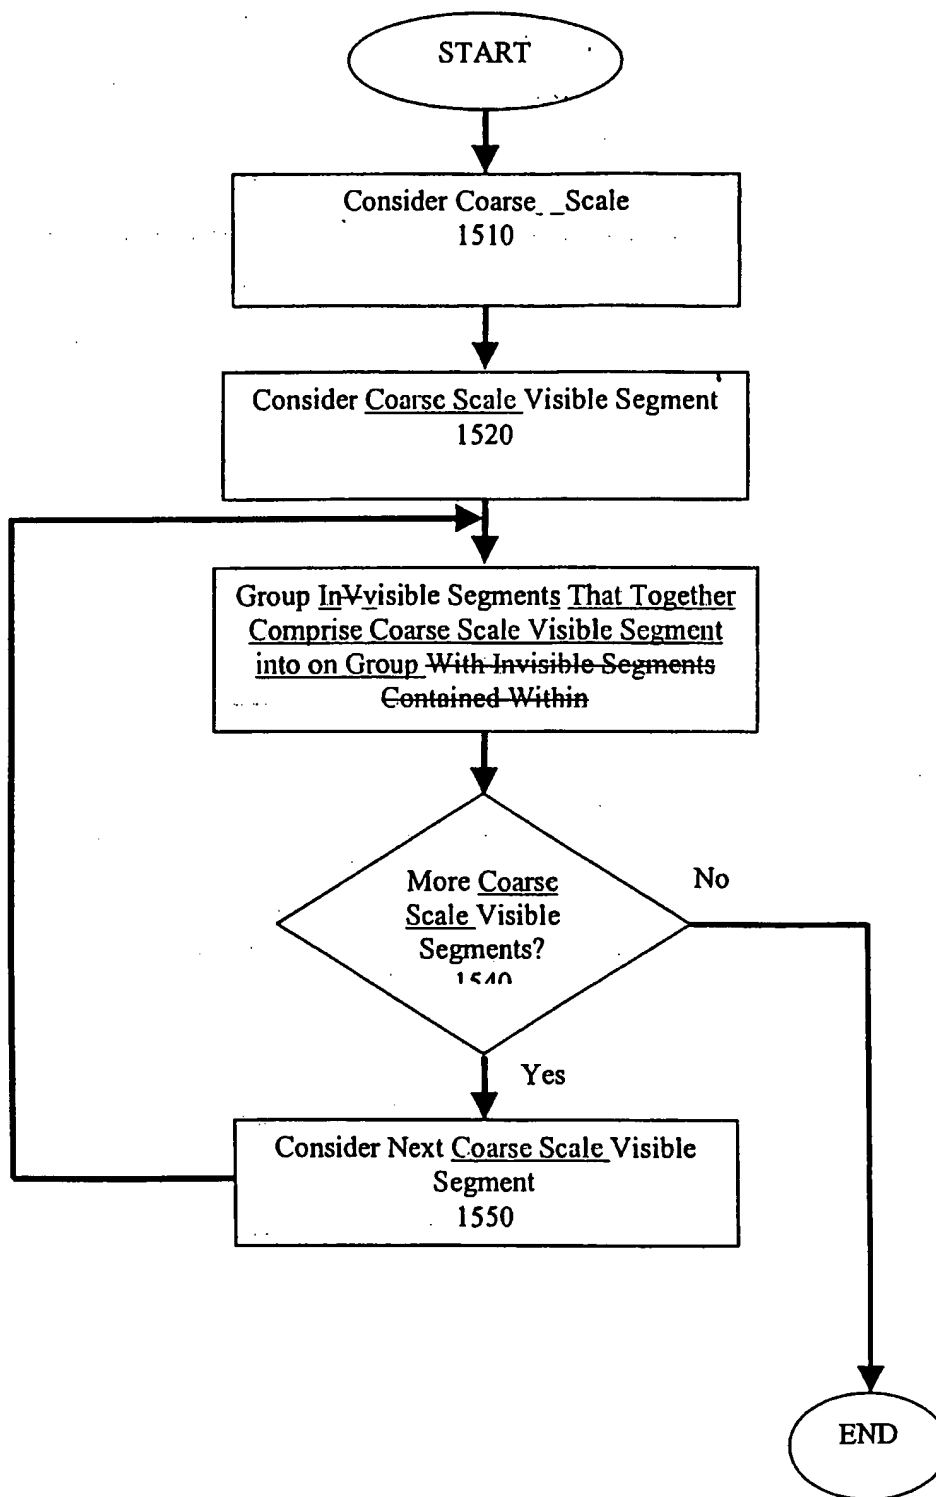 START
Consider Coarse_ _Scale
1510
Consider Coarse Scale Visible Segment
1520
Group InVvisible Segments That Together
Comprise Coarse Scale Visible Segment
into on Group With Invisible Segments
Contained Within
More Coarse
Scale Visible
Segments?
1540
No
Yes
Consider Next Coarse Scale Visible
Segment
1550
END